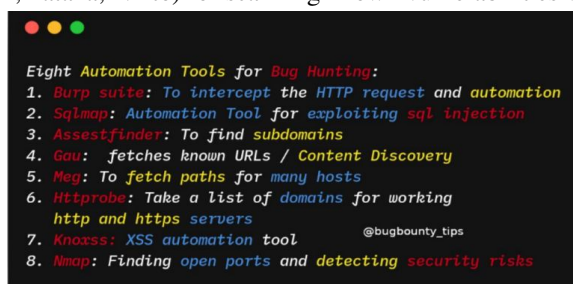 Eight Automation Tools for Bug Hunting:
1. Burp suite: To intercept the HTTP request and automation
2. Sqlmap: Automation Tool for exploiting sql injection
3. Assestfinder: To find subdomains
4. Gau: fetches known URLs / Content Discovery
5. Meg: To fetch paths for many hosts
6. Httprobe: Take a list of domains for working
http and https servers
@bugbounty_tips
7. Knoxss: XSS automation tool
8. Nmap: Finding open ports and detecting security risks